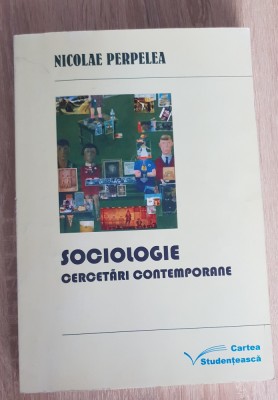 NICOLAE PERPELEA
SOCIOLOGIE
CERCETĂRI CONTEMPORANE
Cartea
Studențească